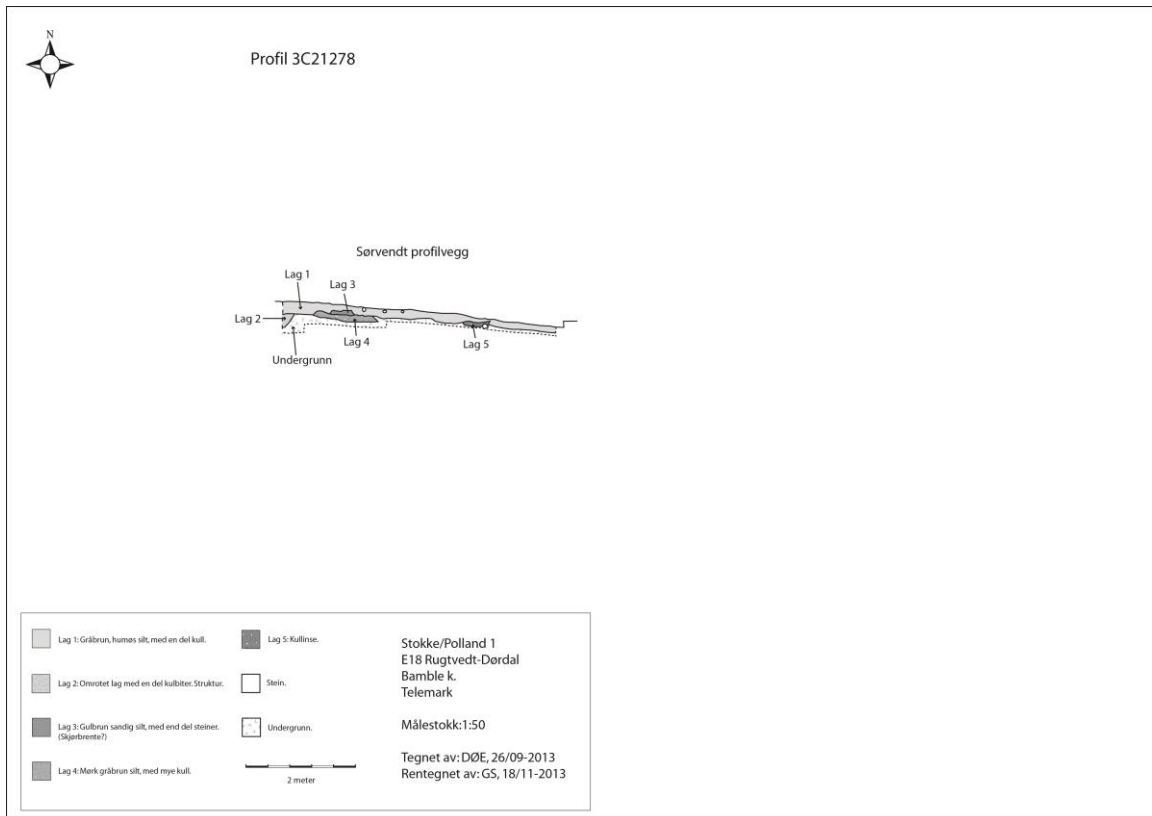 N
Profil 3C21278
Sørvendt profilvegg
Lag 1
Lag 3
Lag 2
Lag 4
Lag 5
Undergrunn
Lag 1: Gråbrun, humøs silt, med en del kull.
Lag 2: Omrotet lag med en del kulbiter. Struktur.
Lag 3: Gulbrun sandig silt, med end del steiner.
(Skjørbrente?)
Lag 4: Mørk gråbrun silt, med mye kull.
Lag 5: Kullinse.
Stein.
Undergrunn.
2 meter
Stokke/Polland 1
E18 Rugtvedt-Dørdal
Bamble k.
Telemark
Målestokk:1:50
Tegnet av: DØE, 26/09-2013
Rentegnet av: GS, 18/11-2013